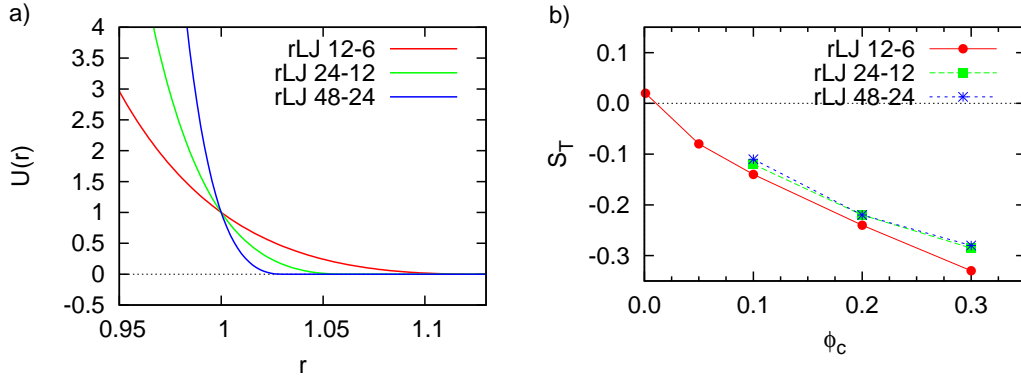 a)
U(r)
4
3.5
3
2.5
2
1.5
1
0.5
0
-0.5
rLJ 12-6
rLJ 24-12
rLJ 48-24
0.95
1
1.05
1.1
r
b)
S_T
0.1
0.0
-0.1
-0.2
-0.3
rLJ 12-6
rLJ 24-12
rLJ 48-24
0.0
0.1
0.2
0.3
ϕ_c